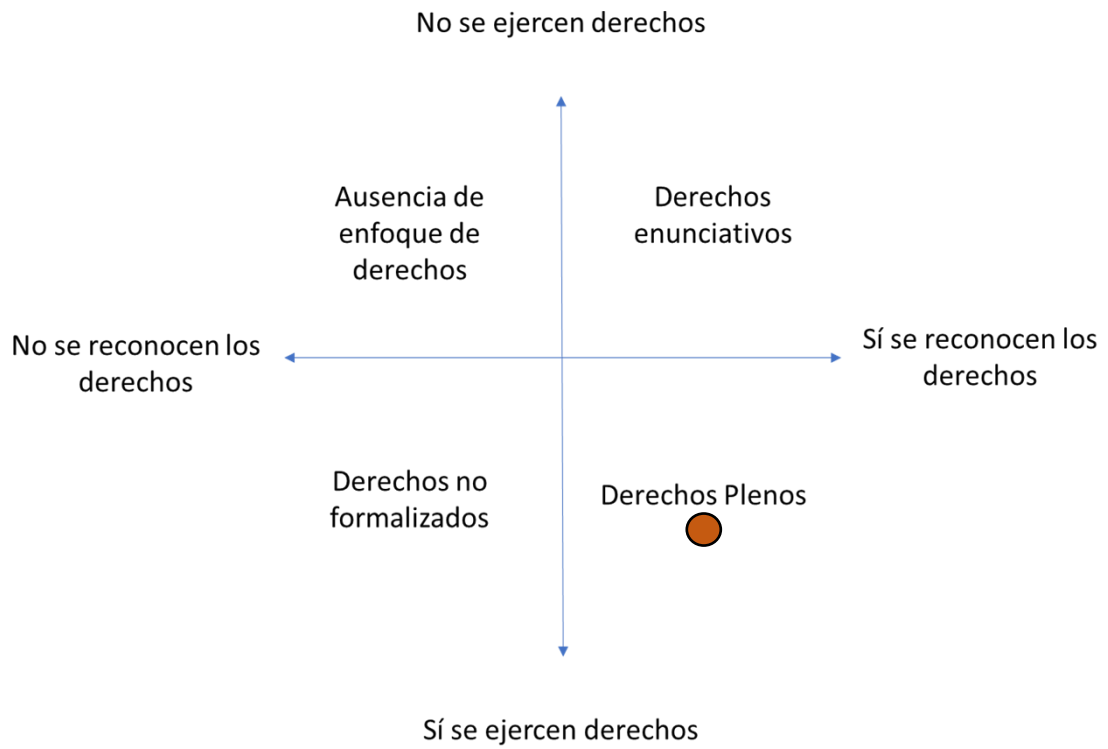 No se ejercen derechos
Ausencia de
enfoque de
derechos
Derechos
enunciativos
No se reconocen los
derechos
Sí se reconocen los
derechos
Derechos no
formalizados
Derechos Plenos
Sí se ejercen derechos